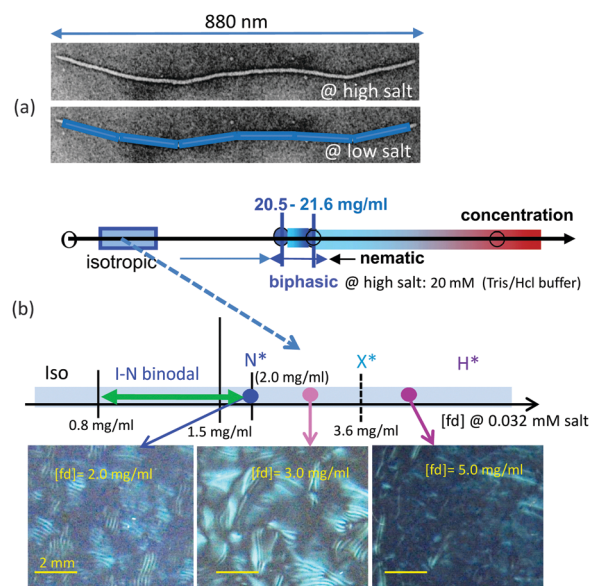 880 nm
(a)
@ high salt
@ low salt
20.5 - 21.6 mg/ml
concentration
isotropic
nematic
biphasic @ high salt: 20 mM (Tris/Hcl buffer)
(b)
Iso
I-N binodal
N*
(2.0 mg/ml)
X*
H*
0.8 mg/ml
1.5 mg/ml
3.6 mg/ml
[fd] @ 0.032 mM salt
[fd]= 2.0 mg/ml
[fd]= 3.0 mg/ml
[fd]= 5.0 mg/ml
2 mm